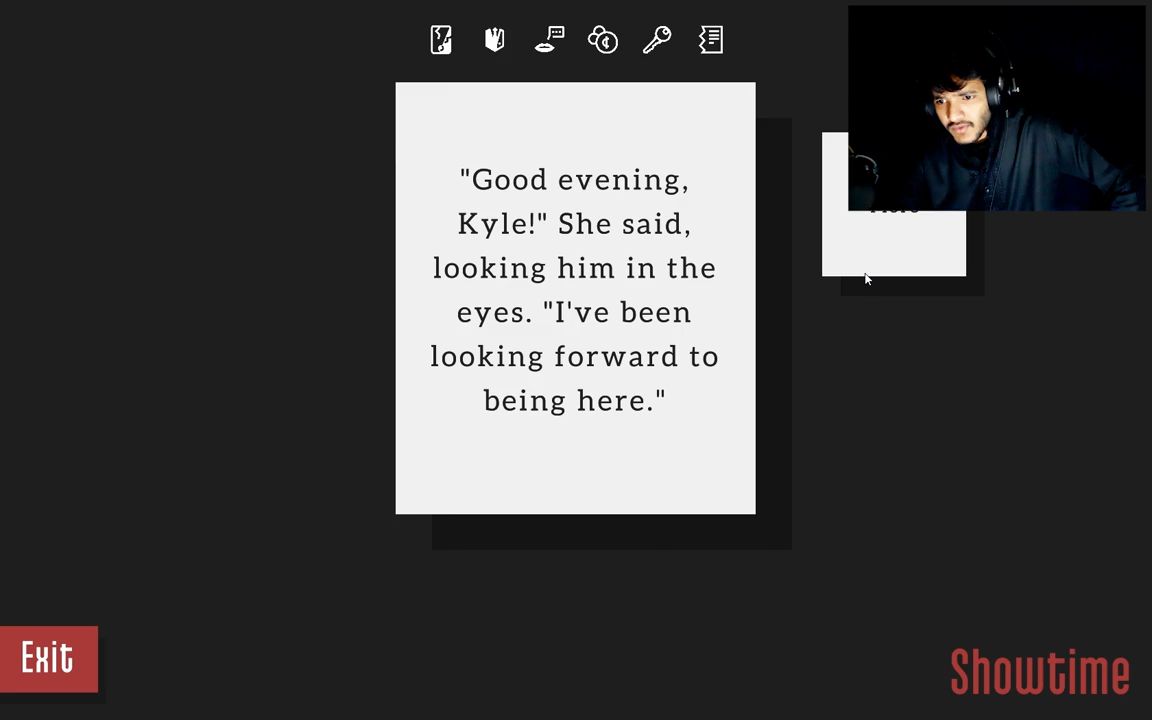 "Good evening,
Kyle!" She said,
looking him in the
eyes. "I've been
looking forward to
being here."
Exit
Showtime